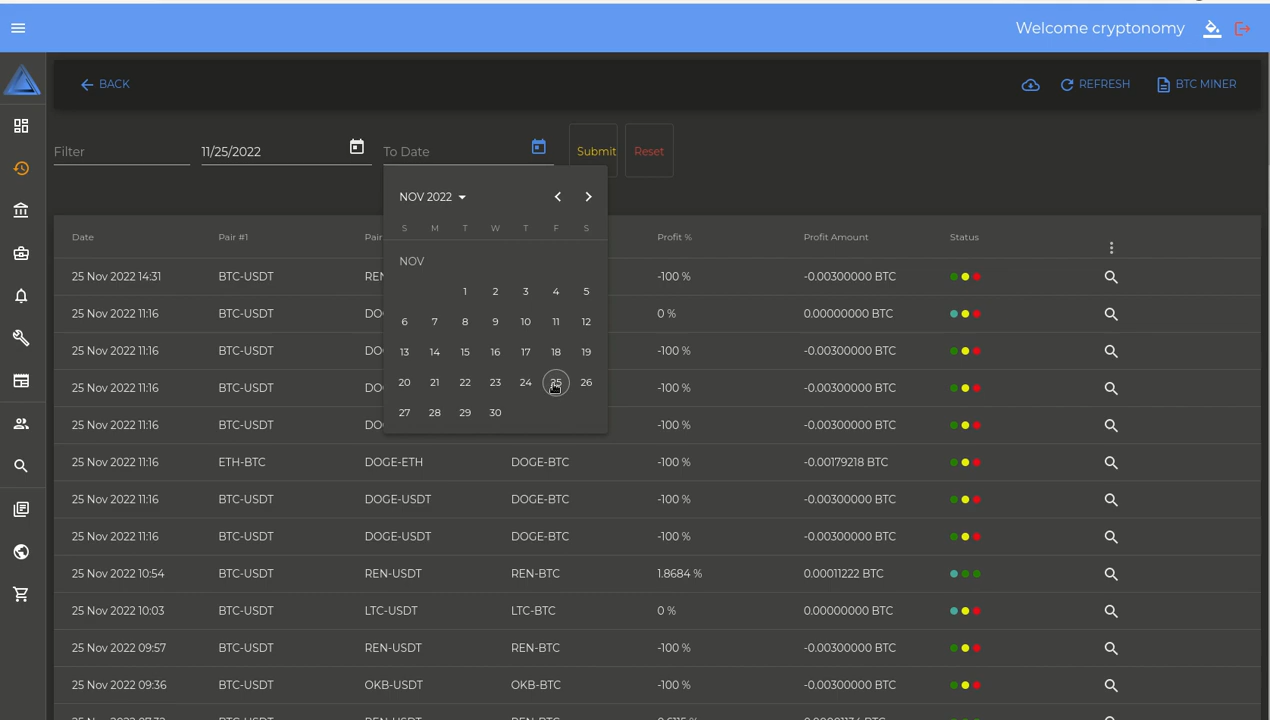 Welcome cryptonomy
BACK REFRESH BTC MINER
Filter 11/25/2022 To Date Submit Reset
NOV 2022
S M T W T F S
NOV
1 2 3 4 5
6 7 8 9 10 11 12
13 14 15 16 17 18 19
20 21 22 23 24 25 26
27 28 29 30
Date Pair #1 Pair Profit % Profit Amount Status
25 Nov 2022 14:31 BTC-USDT REN -100 % -0.00300000 BTC
25 Nov 2022 11:16 BTC-USDT DO 0 % 0.00000000 BTC
25 Nov 2022 11:16 BTC-USDT DO -100 % -0.00300000 BTC
25 Nov 2022 11:16 BTC-USDT DO -100 % -0.00300000 BTC
25 Nov 2022 11:16 BTC-USDT DO -100 % -0.00300000 BTC
25 Nov 2022 11:16 ETH-BTC DOGE-ETH DOGE-BTC -100 % -0.00179218 BTC
25 Nov 2022 11:16 BTC-USDT DOGE-USDT DOGE-BTC -100 % -0.00300000 BTC
25 Nov 2022 11:16 BTC-USDT DOGE-USDT DOGE-BTC -100 % -0.00300000 BTC
25 Nov 2022 10:54 BTC-USDT REN-USDT REN-BTC 1.8684 % 0.00011222 BTC
25 Nov 2022 10:03 BTC-USDT LTC-USDT LTC-BTC 0 % 0.00000000 BTC
25 Nov 2022 09:57 BTC-USDT REN-USDT REN-BTC -100 % -0.00300000 BTC
25 Nov 2022 09:36 BTC-USDT OKB-USDT OKB-BTC -100 % -0.00300000 BTC